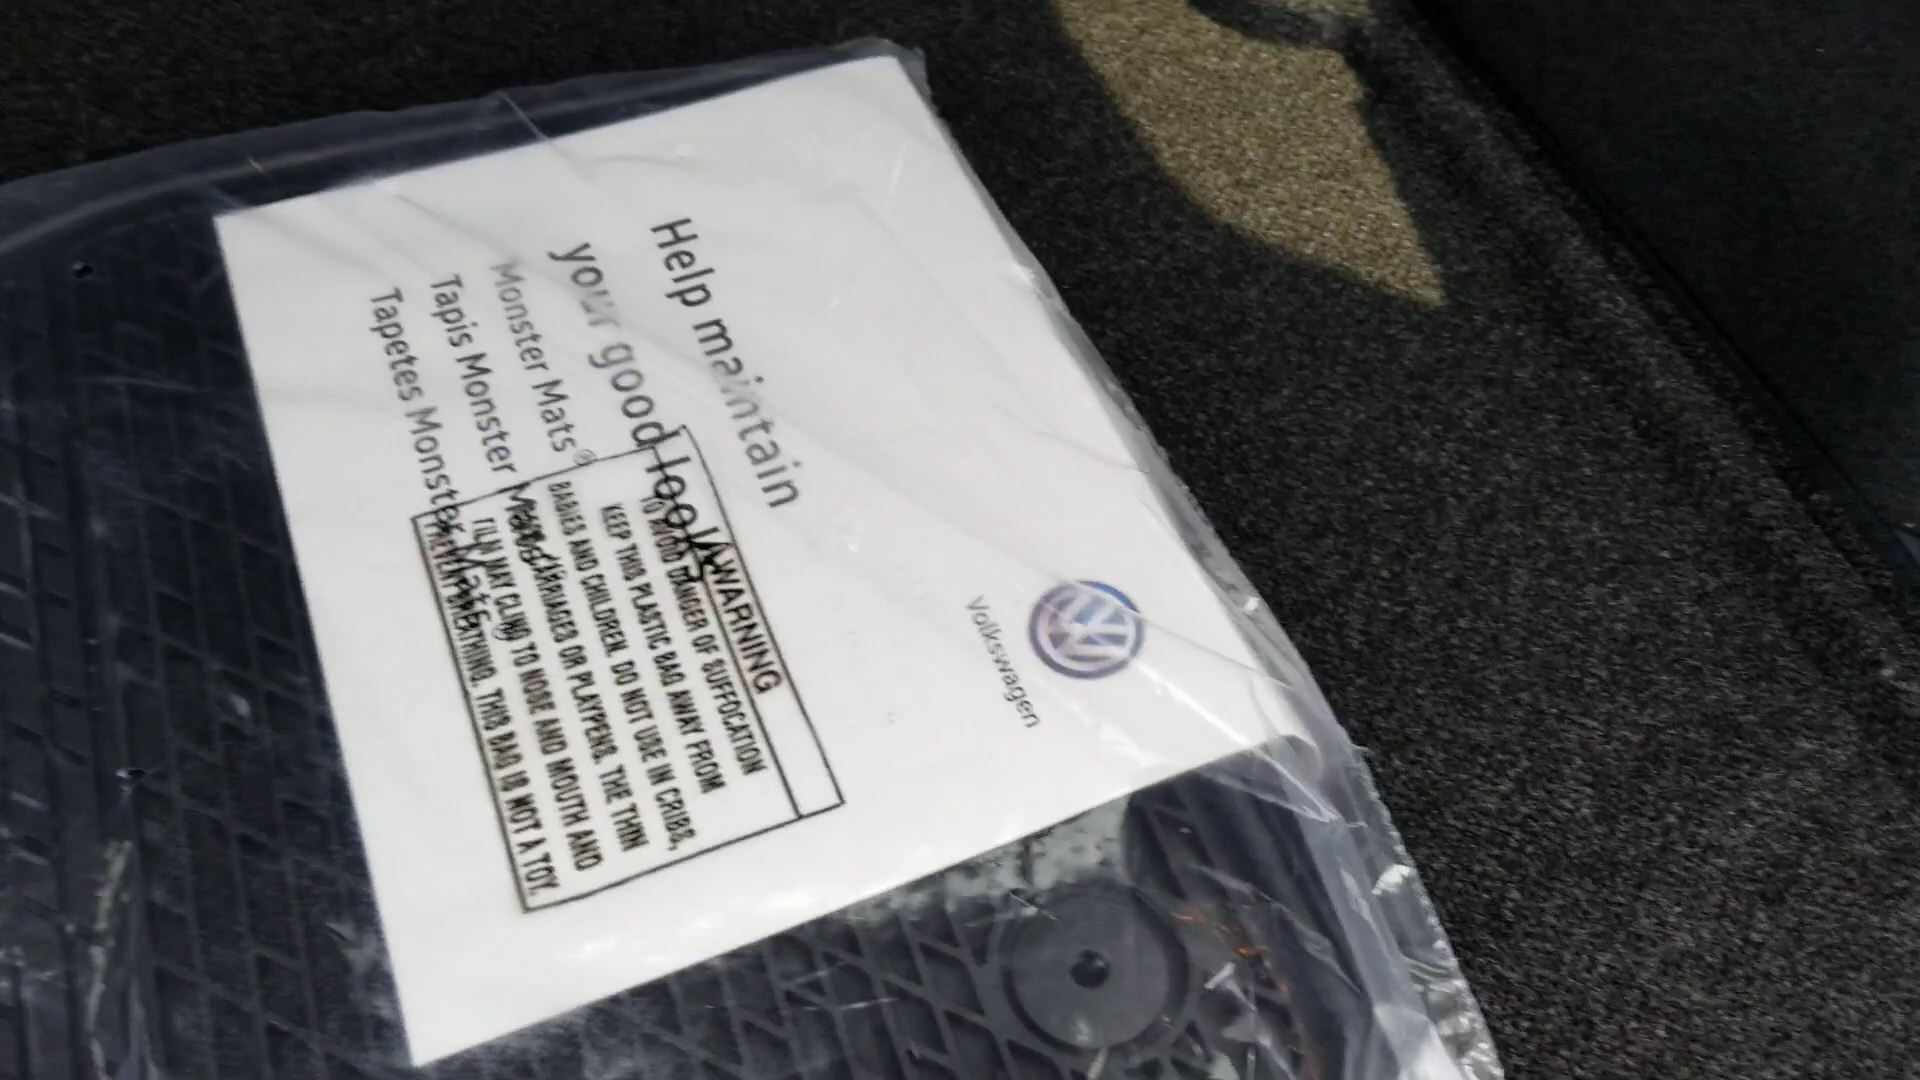 Help maintain
your good looks
Monster Mats®
Tapis Monster Mats
Tapetes Monster Mats
WARNING
TO AVOID DANGER OF SUFFOCATION
KEEP THIS PLASTIC BAG AWAY FROM
BABIES AND CHILDREN. DO NOT USE IN CRIBS,
CARRIAGES OR PLAYPENS. THE THIN
FILM MAY CLING TO NOSE AND MOUTH AND
PREVENT BREATHING. THIS BAG IS NOT A TOY.
Volkswagen